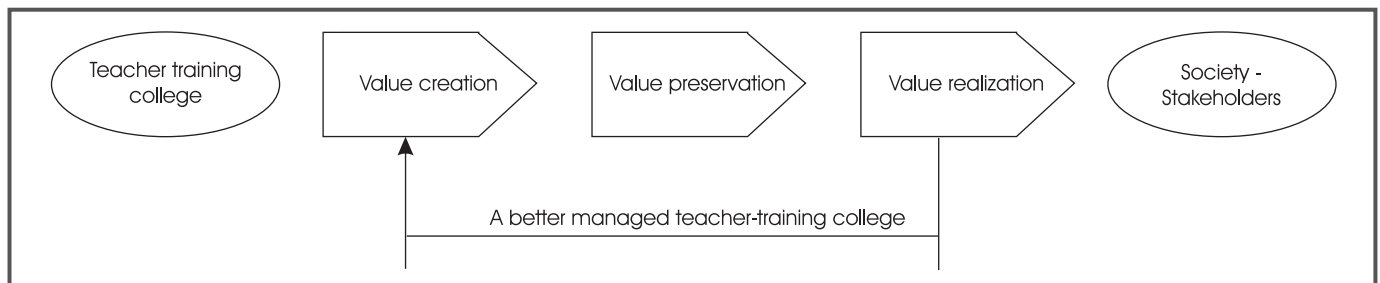 Teacher training
college
Value creation
Value preservation
Value realization
Society -
Stakeholders
A better managed teacher-training college